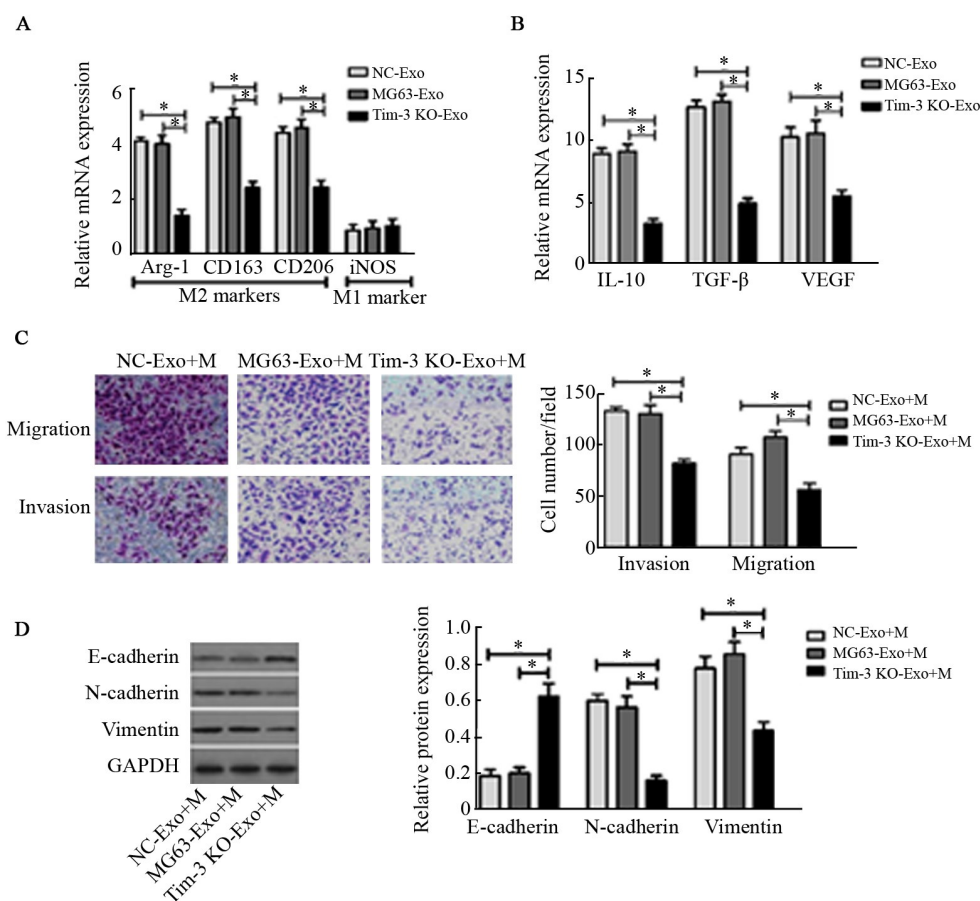 A
Relative mRNA expression
6
4
2
0
* * * * * *
NC-Exo
MG63-Exo
Tim-3 KO-Exo
Arg-1 CD163 CD206 iNOS
M2 markers M1 marker
B
Relative mRNA expression
15
10
5
0
* * * * * *
NC-Exo
MG63-Exo
Tim-3 KO-Exo
IL-10 TGF-β VEGF
C
NC-Exo+M MG63-Exo+M Tim-3 KO-Exo+M
Migration
Invasion
Cell number/field
150
100
50
0
* * * *
NC-Exo+M
MG63-Exo+M
Tim-3 KO-Exo+M
Invasion Migration
D
E-cadherin
N-cadherin
Vimentin
GAPDH
NC-Exo+M
MG63-Exo+M
Tim-3 KO-Exo+M
Relative protein expression
1.0
0.8
0.6
0.4
0.2
0
* * * * * *
NC-Exo+M
MG63-Exo+M
Tim-3 KO-Exo+M
E-cadherin N-cadherin Vimentin